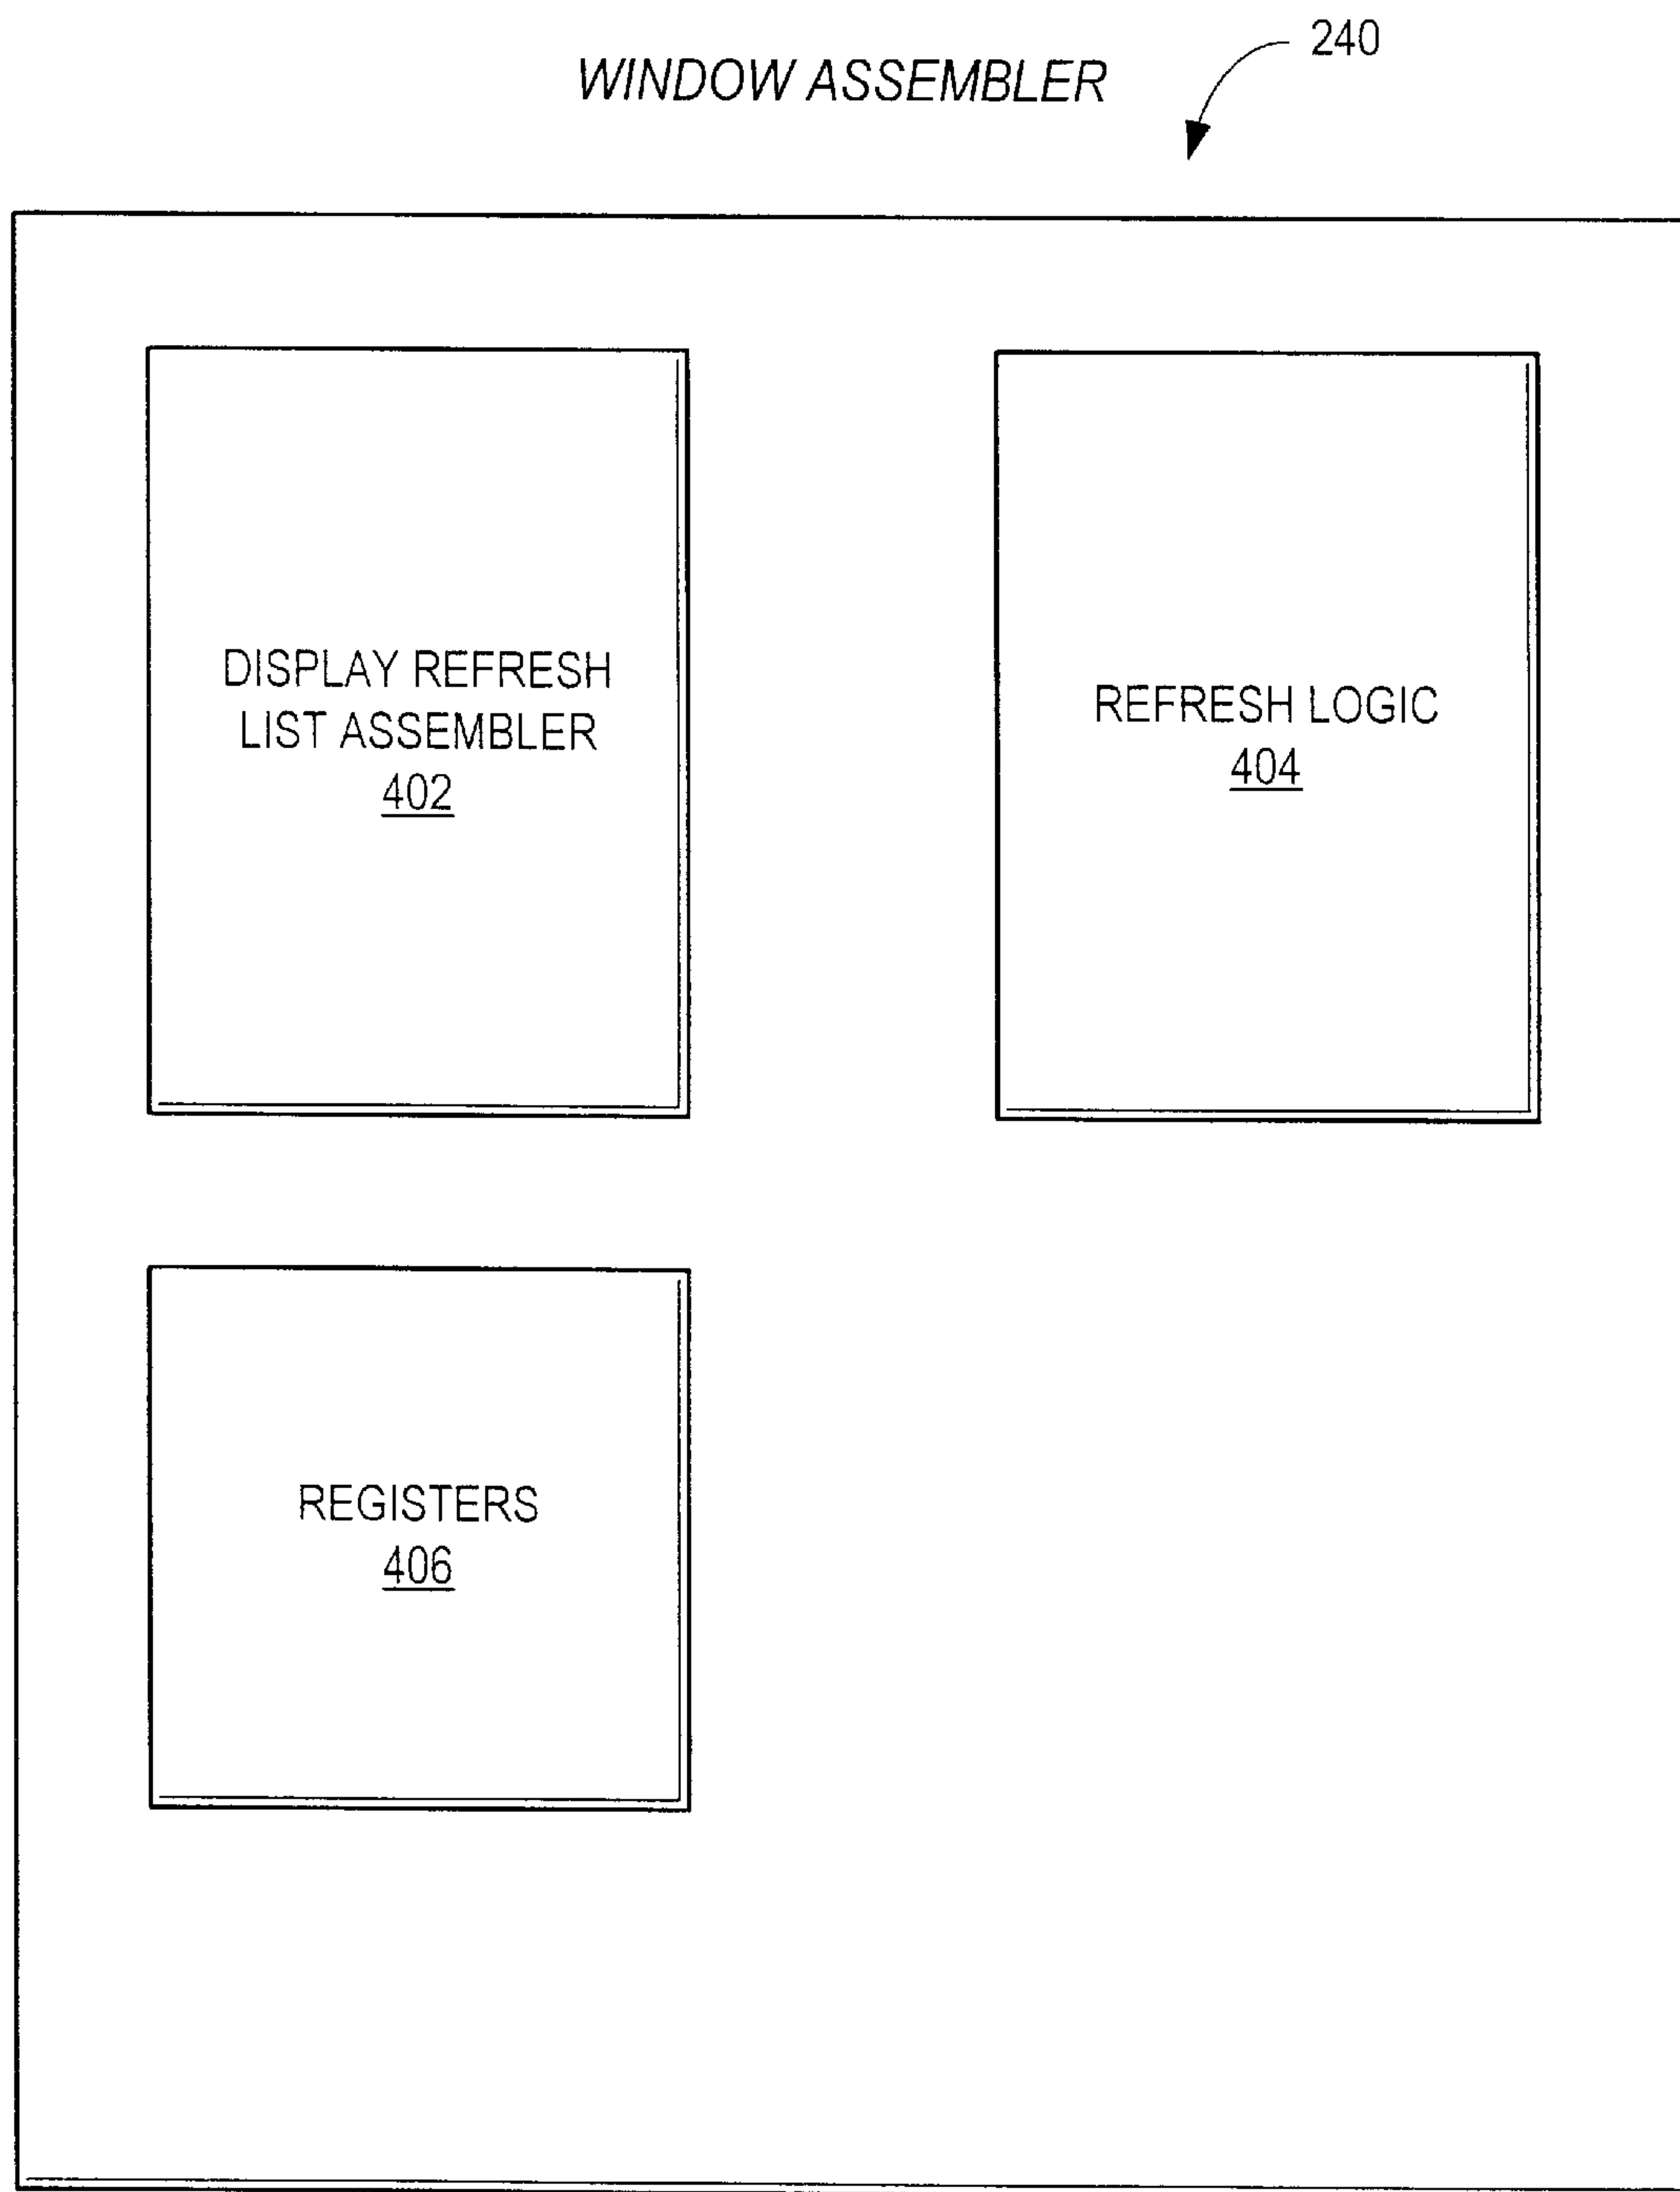 240
WINDOW ASSEMBLER
DISPLAY REFRESH
LIST ASSEMBLER
402
REFRESH LOGIC
404
REGISTERS
406